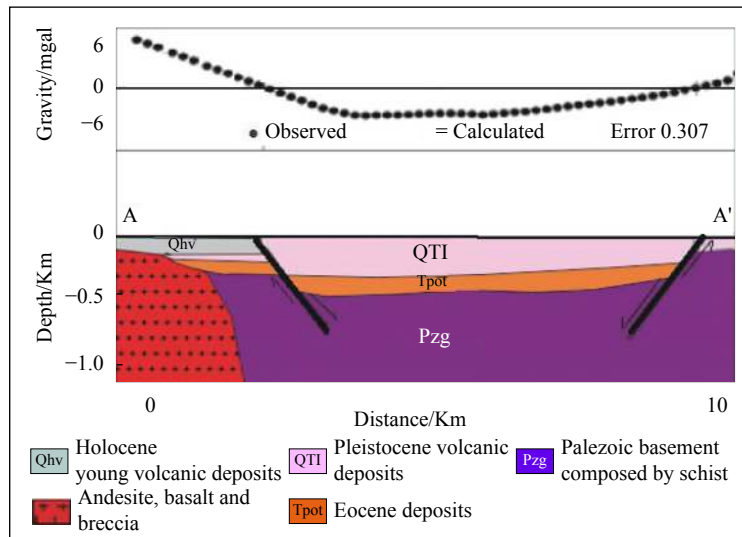 Gravity/mgal
6
0
−6
Observed
= Calculated
Error 0.307
A
A'
Depth/Km
0
−0.5
−1.0
Qhv
QTI
Tpot
Pzg
0
10
Distance/Km
Qhv
Holocene
young volcanic deposits
QTI
Pleistocene volcanic
deposits
Pzg
Palezoic basement
composed by schist
Andesite, basalt and
breccia
Tpot
Eocene deposits